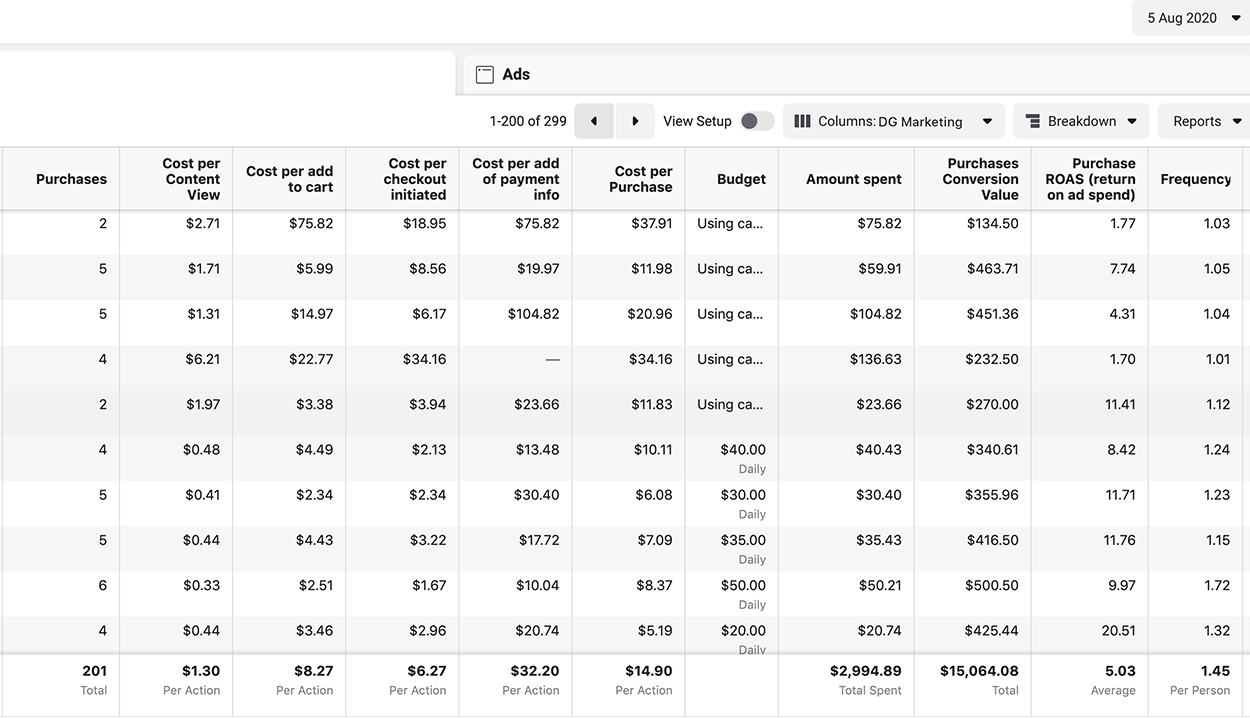 5 Aug 2020
Ads
1-200 of 299 View Setup Columns: DG Marketing Breakdown Reports
Purchases Cost per Content View Cost per add to cart Cost per checkout initiated Cost per add of payment info Cost per Purchase Budget Amount spent Purchases Conversion Value Purchase ROAS (return on ad spend) Frequency
2 $2.71 $75.82 $18.95 $75.82 $37.91 Using ca... $75.82 $134.50 1.77 1.03
5 $1.71 $5.99 $8.56 $19.97 $11.98 Using ca... $59.91 $463.71 7.74 1.05
5 $1.31 $14.97 $6.17 $104.82 $20.96 Using ca... $104.82 $451.36 4.31 1.04
4 $6.21 $22.77 $34.16 — $34.16 Using ca... $136.63 $232.50 1.70 1.01
2 $1.97 $3.38 $3.94 $23.66 $11.83 Using ca... $23.66 $270.00 11.41 1.12
4 $0.48 $4.49 $2.13 $13.48 $10.11 $40.00 $40.43 $340.61 8.42 1.24
Daily
5 $0.41 $2.34 $2.34 $30.40 $6.08 $30.00 $30.40 $355.96 11.71 1.23
Daily
5 $0.44 $4.43 $3.22 $17.72 $7.09 $35.00 $35.43 $416.50 11.76 1.15
Daily
6 $0.33 $2.51 $1.67 $10.04 $8.37 $50.00 $50.21 $500.50 9.97 1.72
Daily
4 $0.44 $3.46 $2.96 $20.74 $5.19 $20.00 $20.74 $425.44 20.51 1.32
Daily
201 $1.30 $8.27 $6.27 $32.20 $14.90 $2,994.89 $15,064.08 5.03 1.45
Total Per Action Per Action Per Action Per Action Per Action Total Spent Total Average Per Person